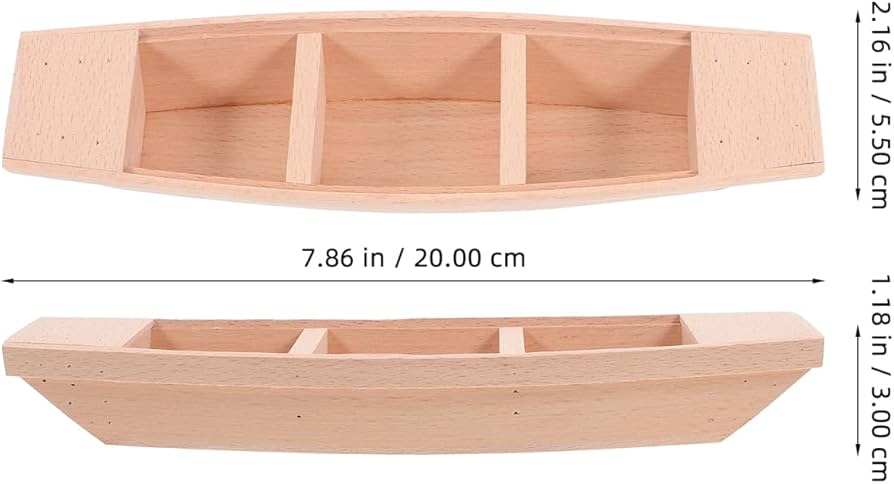 2.16 in / 5.50 cm
7.86 in / 20.00 cm
1.18 in / 3.00 cm